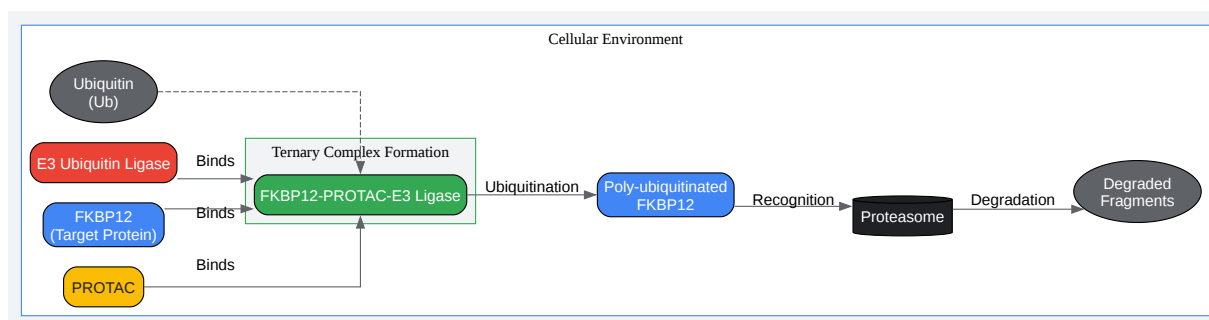 Cellular Environment
Ubiquitin
(Ub)
E3 Ubiquitin Ligase
Binds
Ternary Complex Formation
FKBP12-PROTAC-E3 Ligase
Ubiquitination
Poly-ubiquitinated
FKBP12
Recognition
Proteasome
Degradation
Degraded
Fragments
FKBP12
(Target Protein)
Binds
PROTAC
Binds